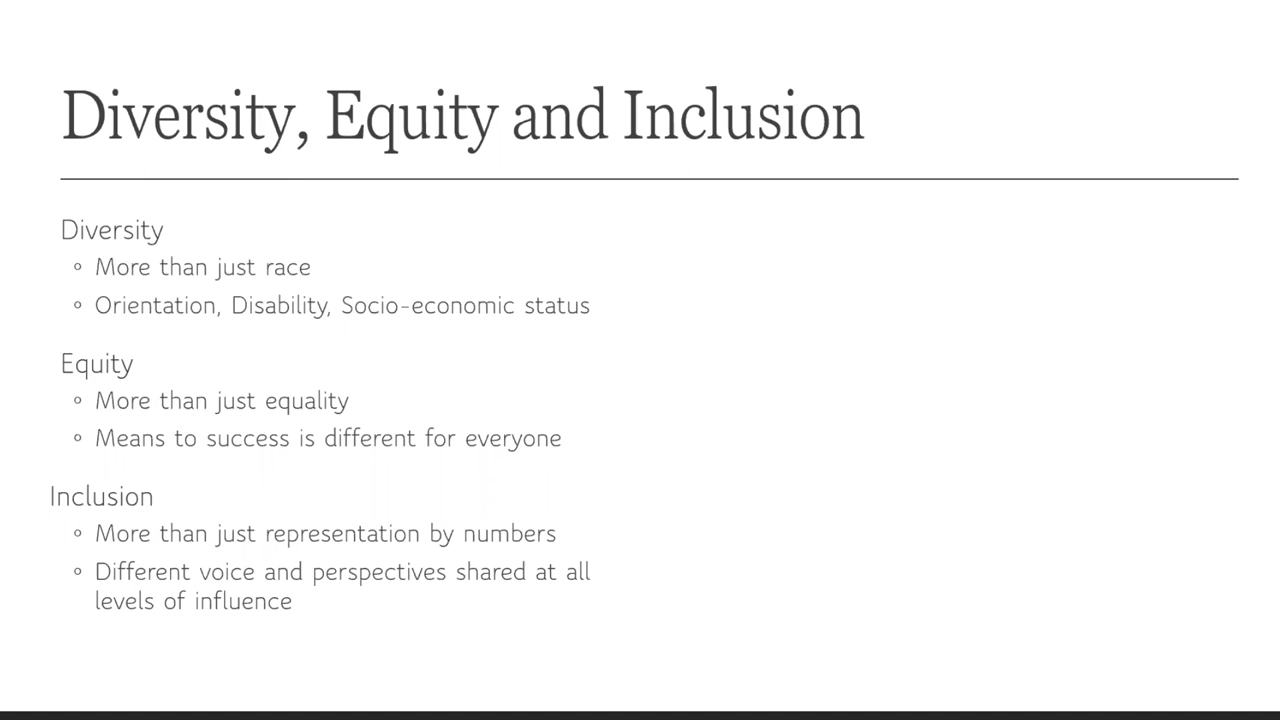 Diversity, Equity and Inclusion
Diversity
◦ More than just race
◦ Orientation, Disability, Socio-economic status
Equity
◦ More than just equality
◦ Means to success is different for everyone
Inclusion
◦ More than just representation by numbers
◦ Different voice and perspectives shared at all
levels of influence